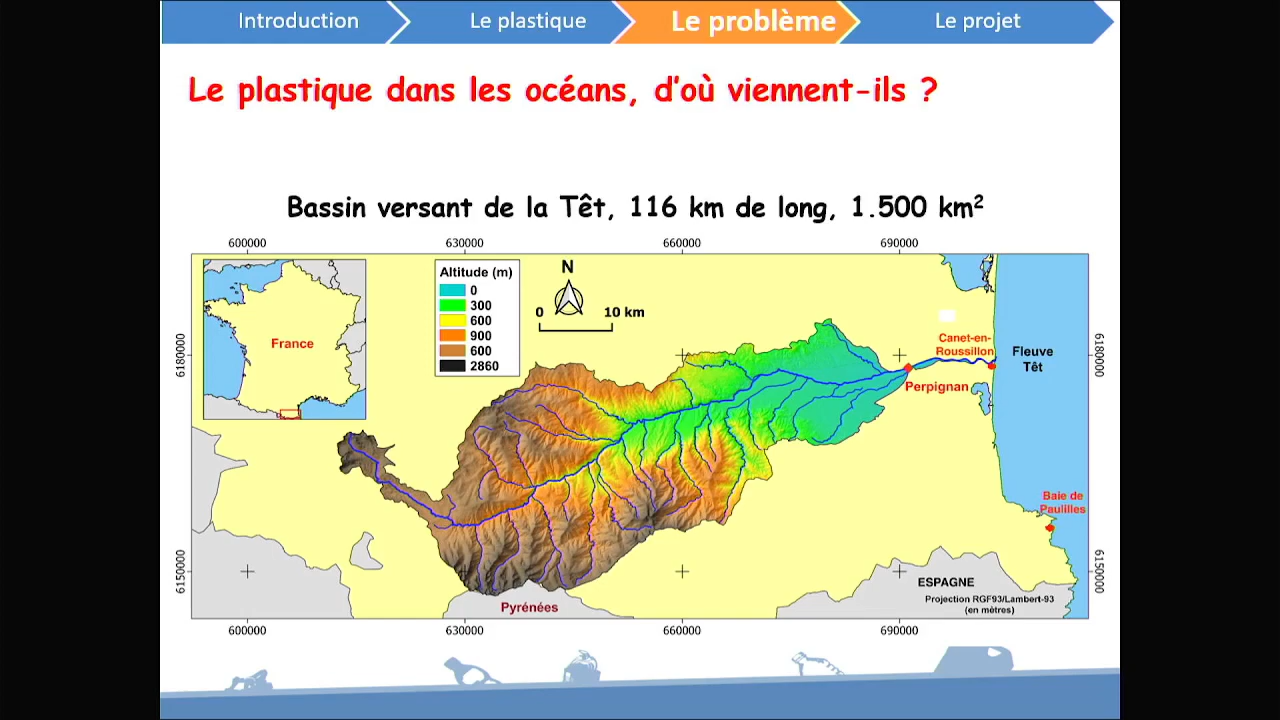 Introduction
Le plastique
Le problème
Le projet
Le plastique dans les océans, d'où viennent-ils ?
Bassin versant de la Têt, 116 km de long, 1.500 km²
600000
630000
660000
690000
6180000
6150000
France
Altitude (m)
0
300
600
900
600
2860
N
0 10 km
Canet-en-
Roussillon
Fleuve
Têt
Perpignan
Baie de
Paulilles
6180000
6150000
ESPAGNE
Projection RGF93/Lambert-93
(en mètres)
Pyrénées
600000
630000
660000
690000